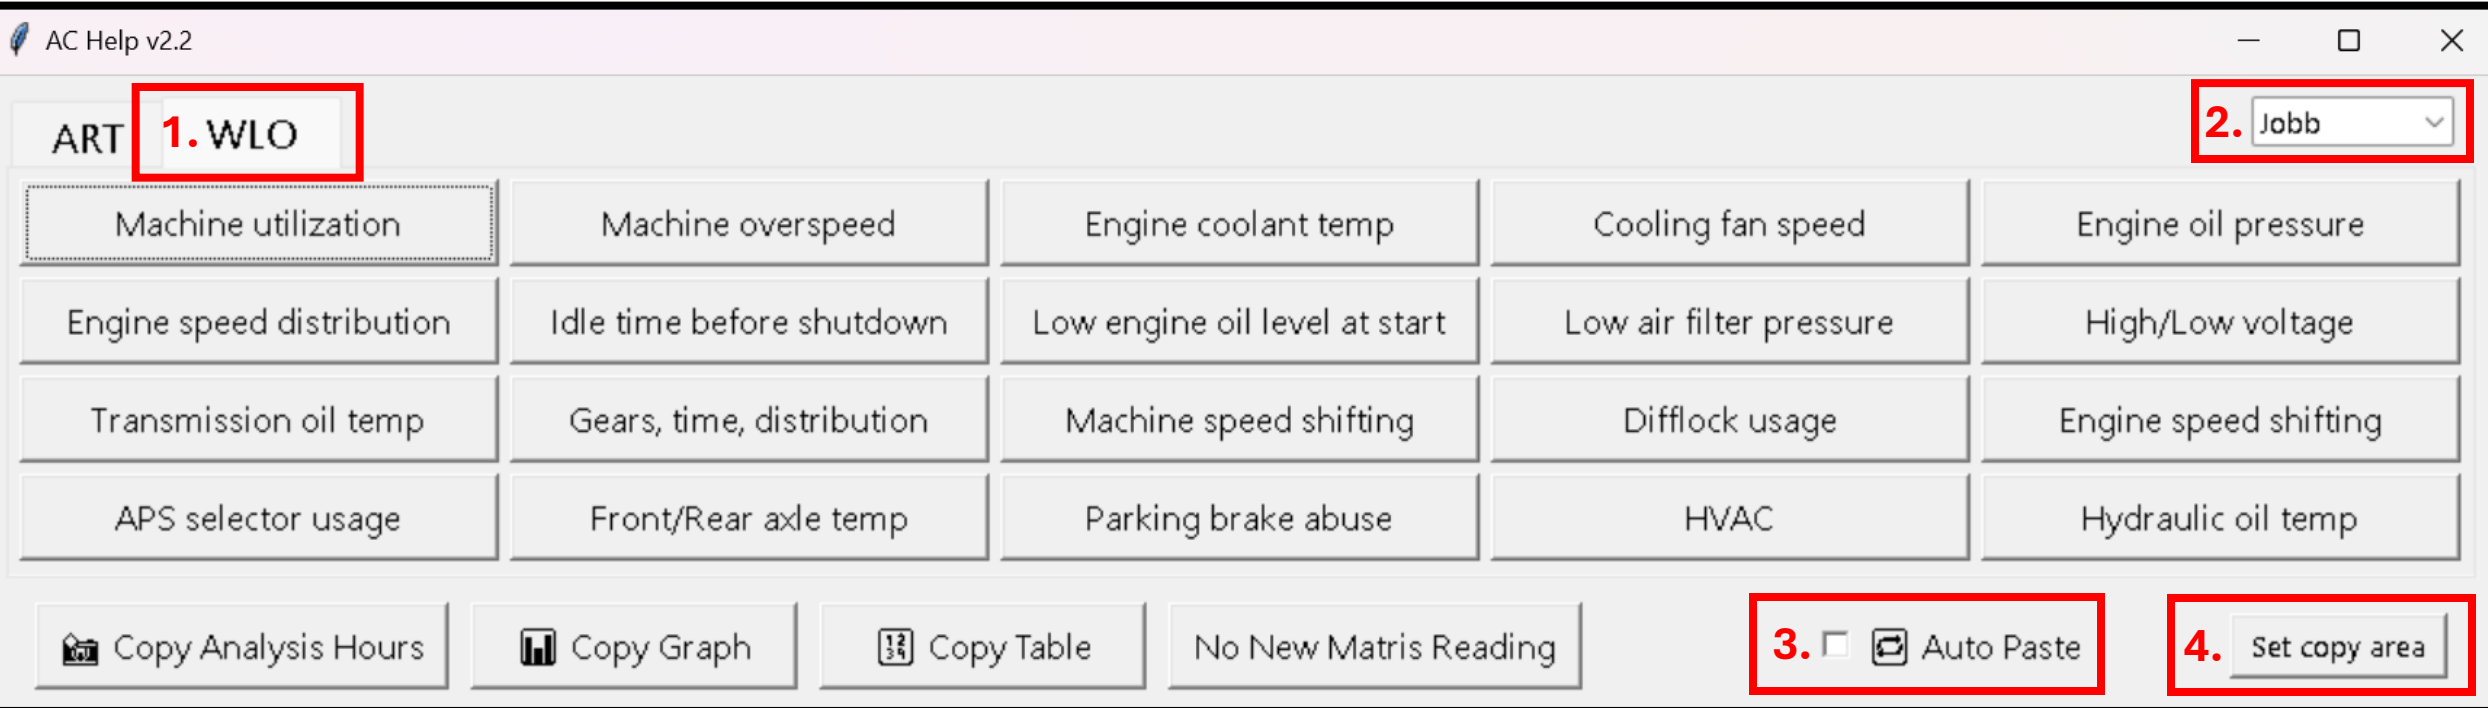 AC Help v2.2
ART 1. WLO 2. Jobb
Machine utilization Machine overspeed Engine coolant temp Cooling fan speed Engine oil pressure
Engine speed distribution Idle time before shutdown Low engine oil level at start Low air filter pressure High/Low voltage
Transmission oil temp Gears, time, distribution Machine speed shifting Difflock usage Engine speed shifting
APS selector usage Front/Rear axle temp Parking brake abuse HVAC Hydraulic oil temp
Copy Analysis Hours Copy Graph Copy Table No New Matris Reading 3. Auto Paste 4. Set copy area